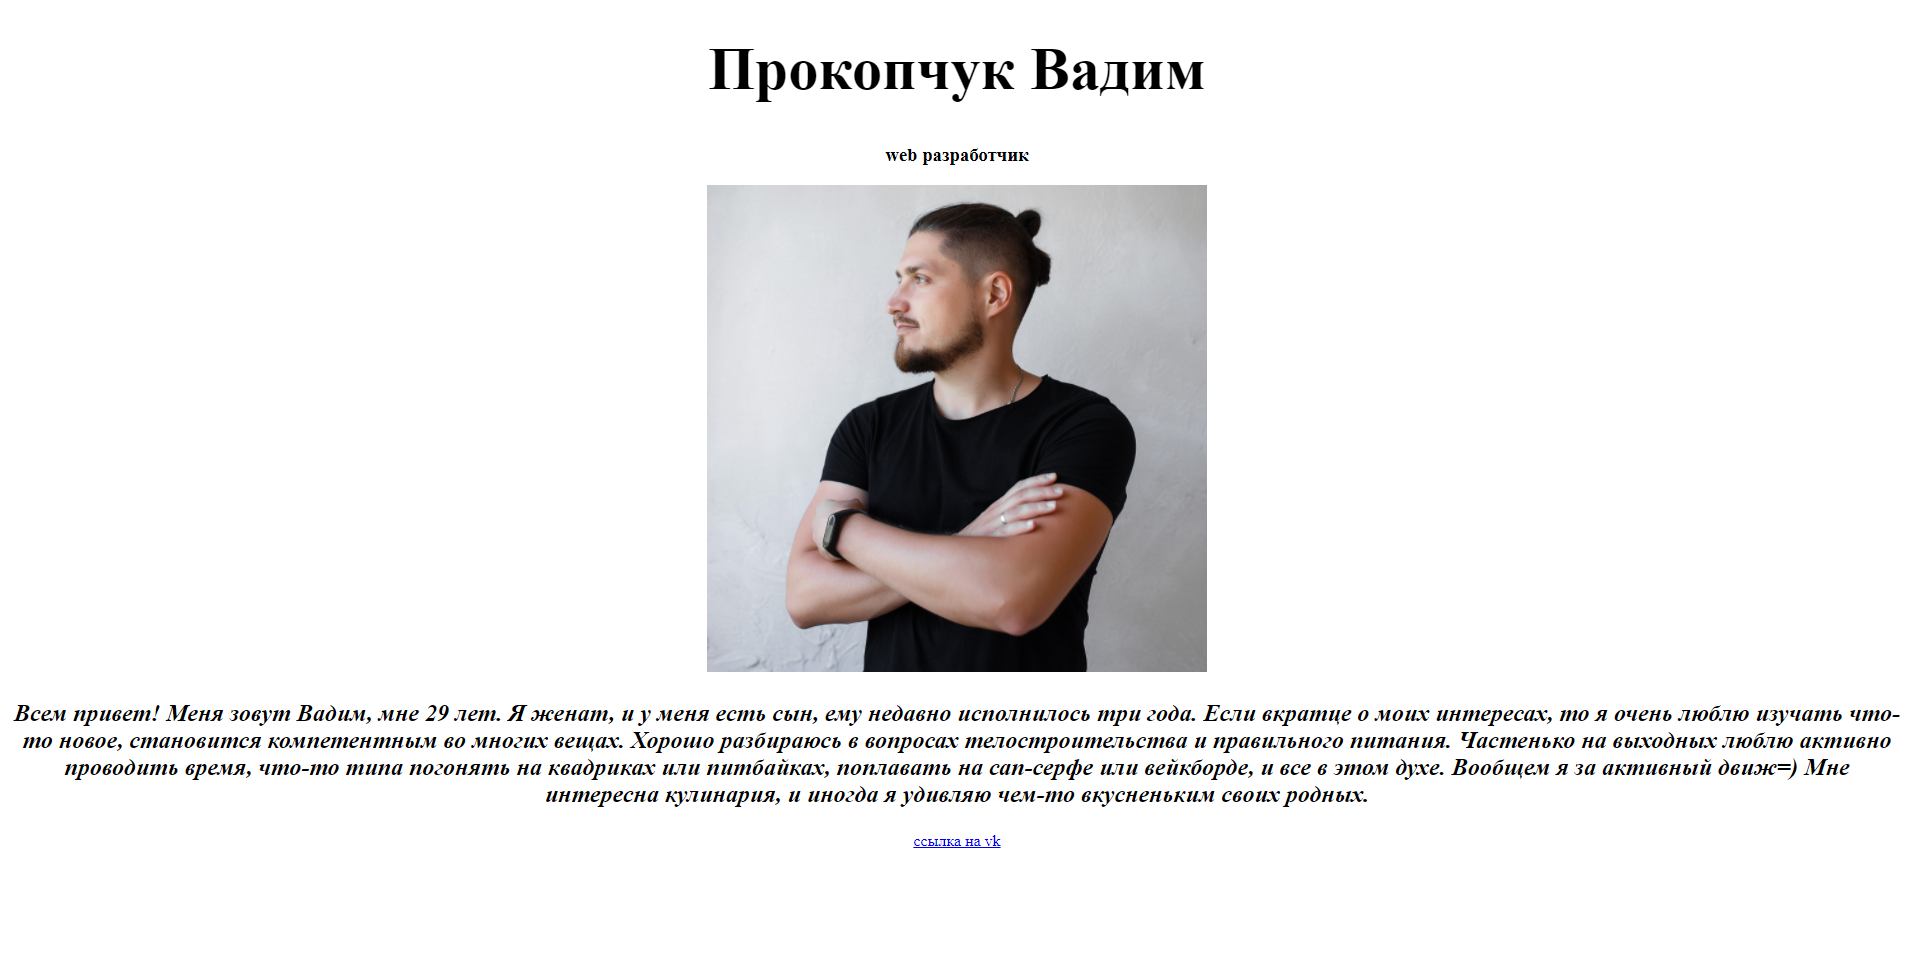 Прокопчук Вадим
web разработчик
Всем привет! Меня зовут Вадим, мне 29 лет. Я женат, и у меня есть сын, ему недавно исполнилось три года. Если вкратце о моих интересах, то я очень люблю изучать что-
то новое, становится компетентным во многих вещах. Хорошо разбираюсь в вопросах телостроительства и правильного питания. Частенько на выходных люблю активно
проводить время, что-то типа погонять на квадриках или питбайках, поплавать на сап-серфе или вейкборде, и все в этом духе. Вообщем я за активный движ=) Мне
интересна кулинария, и иногда я удивляю чем-то вкусненьким своих родных.
ссылка на vk